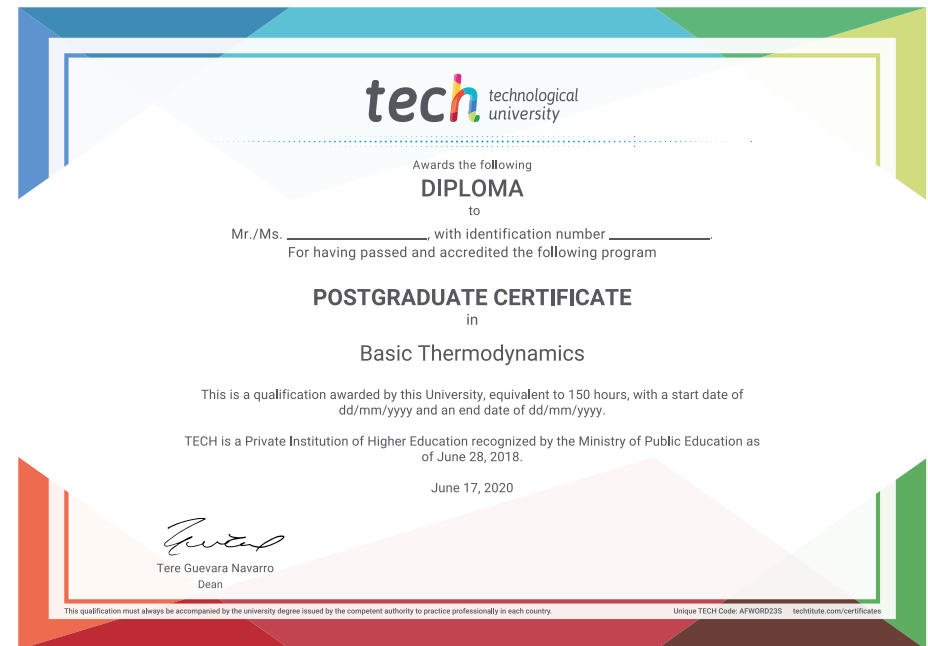 tech technological
university
Awards the following
DIPLOMA
to
Mr./Ms. ____________________, with identification number ______________.
For having passed and accredited the following program
POSTGRADUATE CERTIFICATE
in
Basic Thermodynamics
This is a qualification awarded by this University, equivalent to 150 hours, with a start date of
dd/mm/yyyy and an end date of dd/mm/yyyy.
TECH is a Private Institution of Higher Education recognized by the Ministry of Public Education as
of June 28, 2018.
June 17, 2020
Tere Guevara Navarro
Dean
This qualification must always be accompanied by the university degree issued by the competent authority to practice professionally in each country. Unique TECH Code: AFWORD23S techtitute.com/certificates